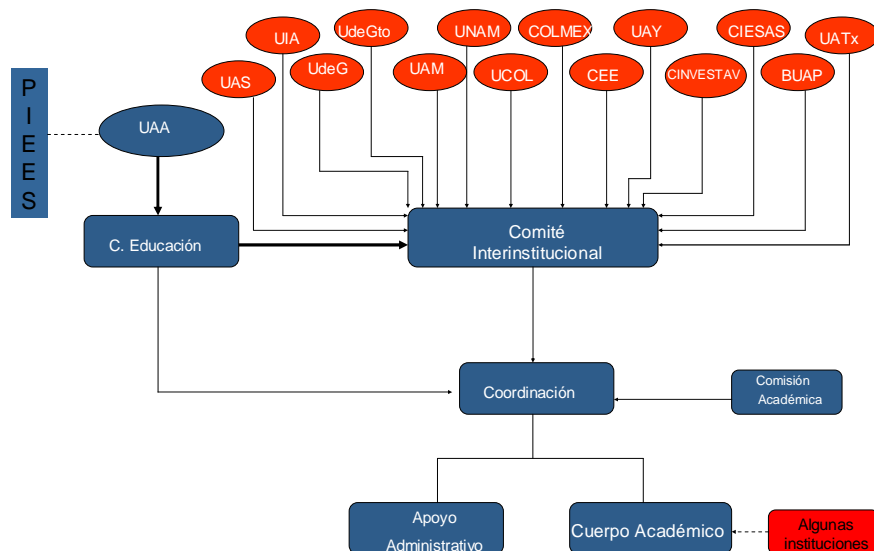 UdeGto
UNAM
COLMEX
UAY
CIESAS
UIA
UATx
UdeG
UAM
UCOL
CEE
CINVESTAV
BUAP
UAS
P
I
E
E
S
UAA
C. Educación
Comité
Interinstitucional
Coordinación
Comisión
Académica
Apoyo
Administrativo
Cuerpo Académico
Algunas
instituciones